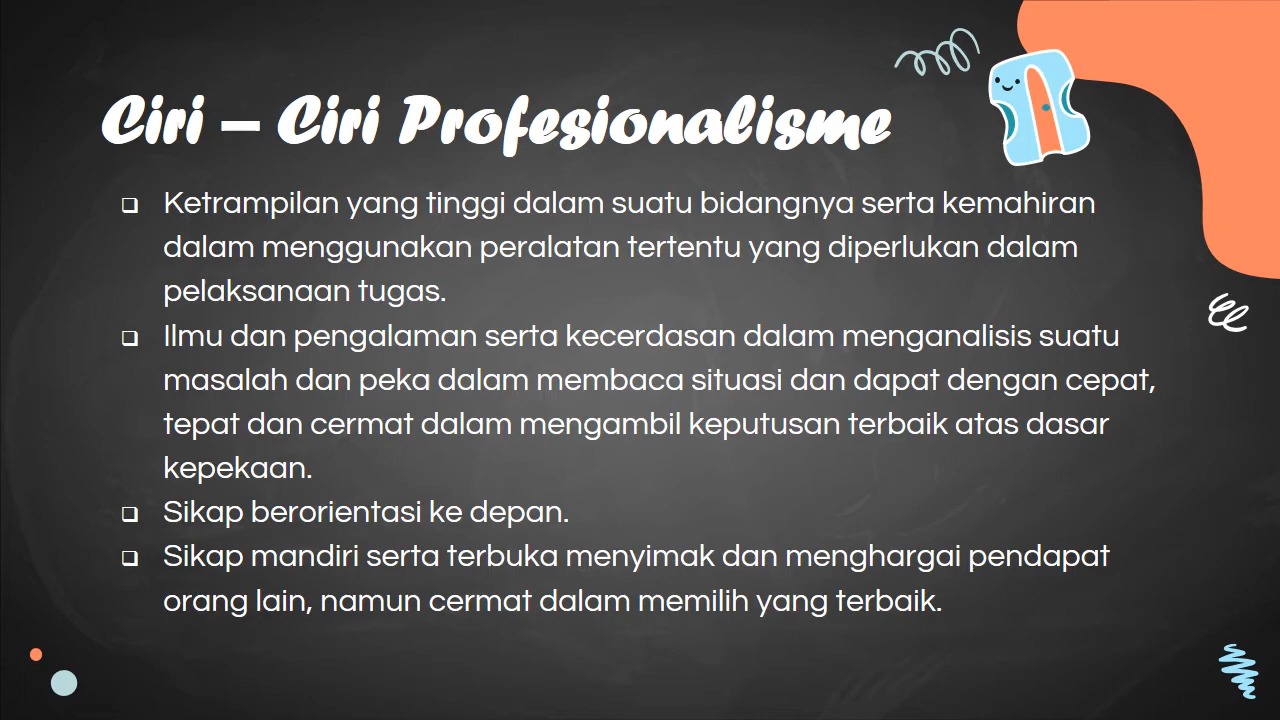 Ciri – Ciri Profesionalisme
❑ Ketrampilan yang tinggi dalam suatu bidangnya serta kemahiran
dalam menggunakan peralatan tertentu yang diperlukan dalam
pelaksanaan tugas.
❑ Ilmu dan pengalaman serta kecerdasan dalam menganalisis suatu
masalah dan peka dalam membaca situasi dan dapat dengan cepat,
tepat dan cermat dalam mengambil keputusan terbaik atas dasar
kepekaan.
❑ Sikap berorientasi ke depan.
❑ Sikap mandiri serta terbuka menyimak dan menghargai pendapat
orang lain, namun cermat dalam memilih yang terbaik.